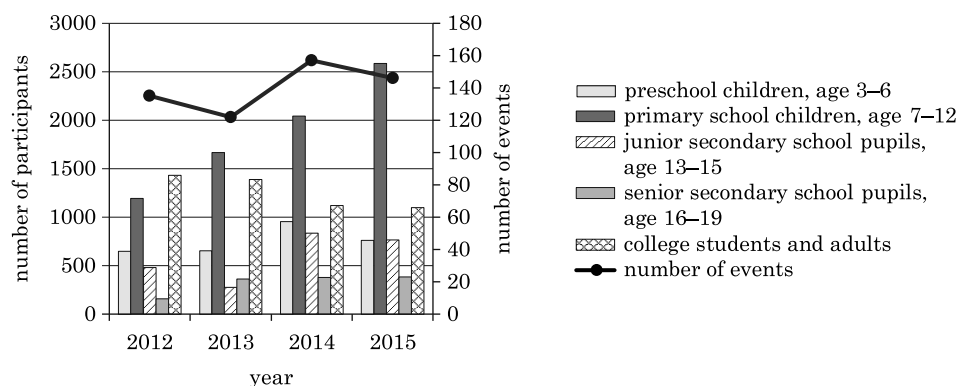 3000
2500
2000
1500
1000
500
0
number of participants
180
160
140
120
100
80
60
40
20
0
number of events
2012 2013 2014 2015
year
preschool children, age 3–6
primary school children, age 7–12
junior secondary school pupils,
age 13–15
senior secondary school pupils,
age 16–19
college students and adults
number of events